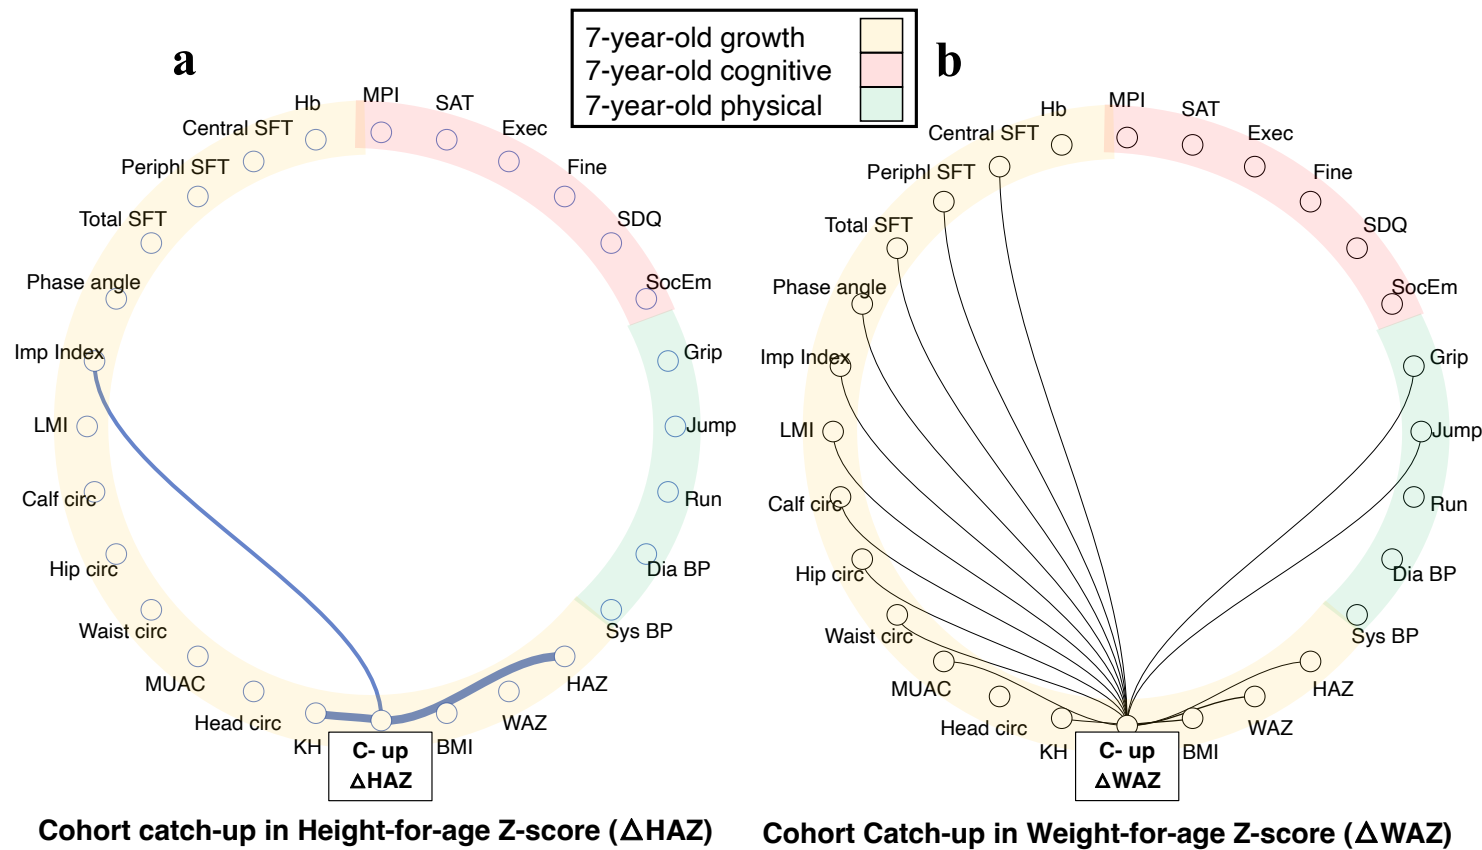 7-year-old growth
7-year-old cognitive
7-year-old physical
a
MPI
SAT
Exec
Fine
SDQ
SocEm
Grip
Jump
Run
Dia BP
Sys BP
HAZ
WAZ
BMI
C- up
ΔHAZ
KH
Head circ
MUAC
Waist circ
Hip circ
Calf circ
LMI
Imp Index
Phase angle
Total SFT
Periphl SFT
Central SFT
Hb
Cohort catch-up in Height-for-age Z-score (ΔHAZ)
b
MPI
SAT
Exec
Fine
SDQ
SocEm
Grip
Jump
Run
Dia BP
Sys BP
HAZ
WAZ
BMI
C- up
ΔWAZ
KH
Head circ
MUAC
Waist circ
Hip circ
Calf circ
LMI
Imp Index
Phase angle
Total SFT
Periphl SFT
Central SFT
Hb
Cohort Catch-up in Weight-for-age Z-score (ΔWAZ)